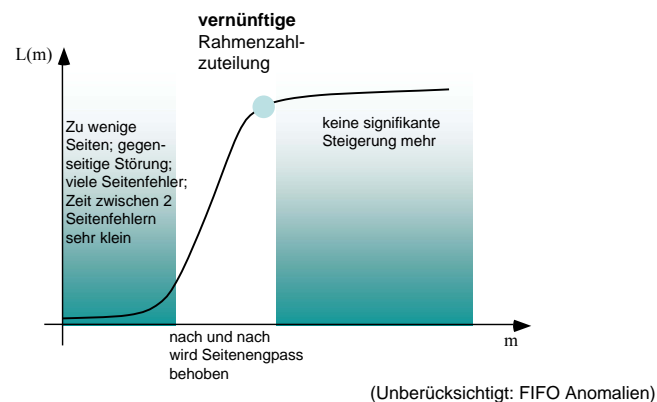 vernünftige
Rahmenzahl-
zuteilung
L(m)
Zu wenige
Seiten; gegen-
seitige Störung;
viele Seitenfehler;
Zeit zwischen 2
Seitenfehlern
sehr klein
keine signifikante
Steigerung mehr
nach und nach
wird Seitenengpass
behoben
m
(Unberücksichtigt: FIFO Anomalien)